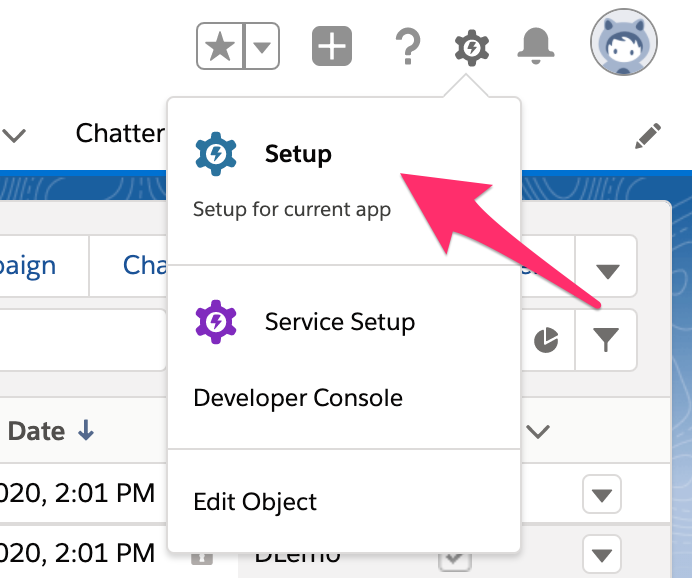 Chatter
Setup
Setup for current app
paign
Cha
Service Setup
Developer Console
Date
Edit Object
020, 2:01 PM
020, 2:01 PM
DLemo